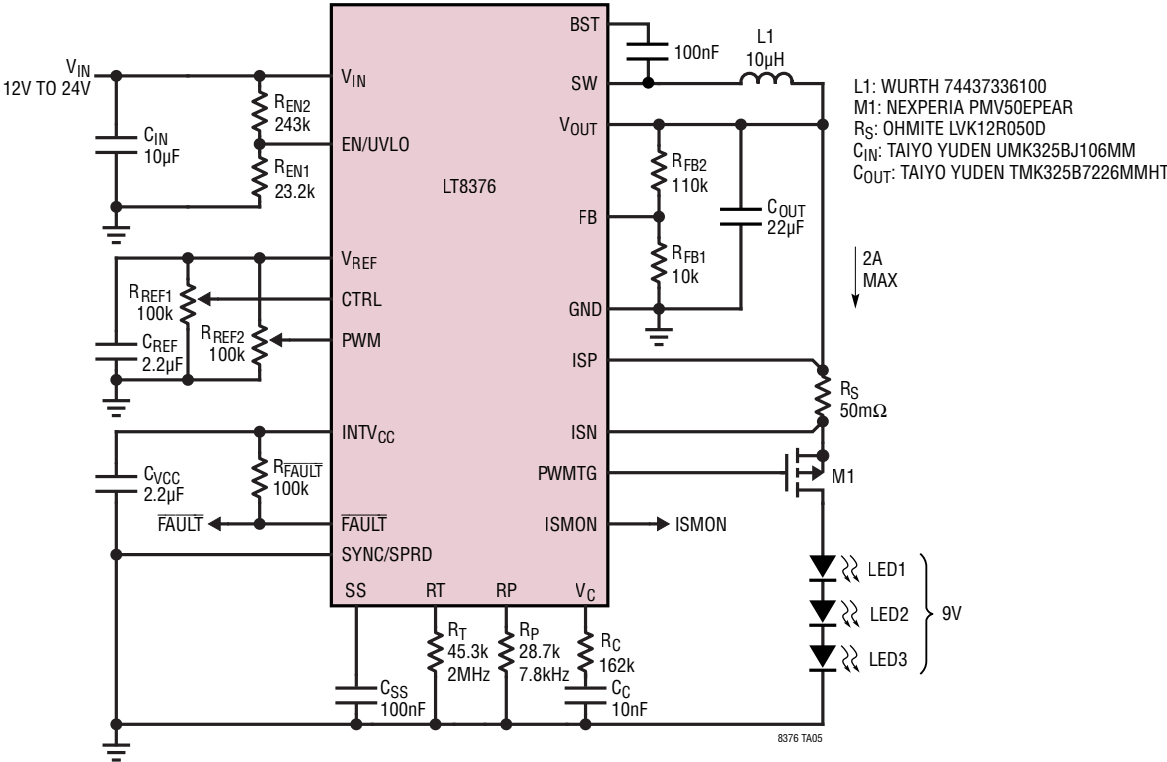 V_IN
12V TO 24V
C_IN
10µF
R_EN2
243k
R_EN1
23.2k
V_IN
EN/UVLO
LT8376
V_REF
CTRL
PWM
R_REF1
100k
R_REF2
100k
C_REF
2.2µF
INTV_CC
C_VCC
2.2µF
R_FAULT
100k
FAULT
FAULT
SYNC/SPRD
SS
RT
RP
V_C
C_SS
100nF
R_T
45.3k
2MHz
R_P
28.7k
7.8kHz
R_C
162k
C_C
10nF
BST
100nF
SW
L1
10µH
V_OUT
R_FB2
110k
FB
R_FB1
10k
C_OUT
22µF
GND
2A
MAX
ISP
R_S
50mΩ
ISN
PWMTG
M1
ISMON
ISMON
LED1
LED2
LED3
9V
L1: WURTH 74437336100
M1: NEXPERIA PMV50EPEAR
R_S: OHMITE LVK12R050D
C_IN: TAIYO YUDEN UMK325BJ106MM
C_OUT: TAIYO YUDEN TMK325B7226MMHT
8376 TA05